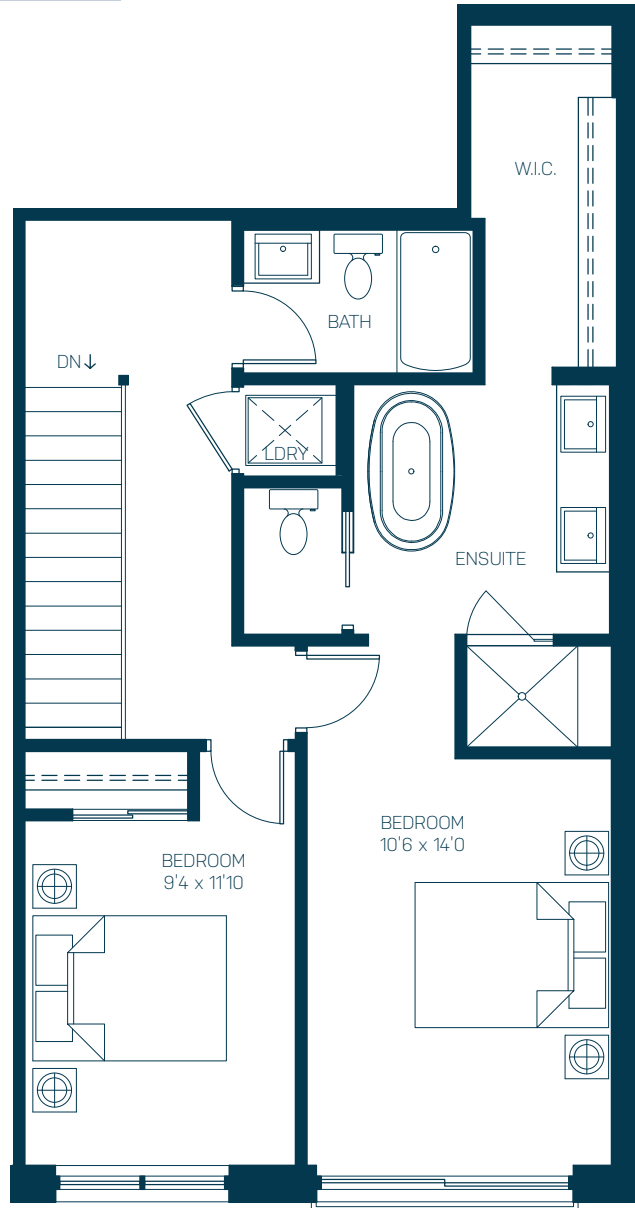 W.I.C.
BATH
DN↓
LDRY
ENSUITE
BEDROOM
10'6 x 14'0
BEDROOM
9'4 x 11'10